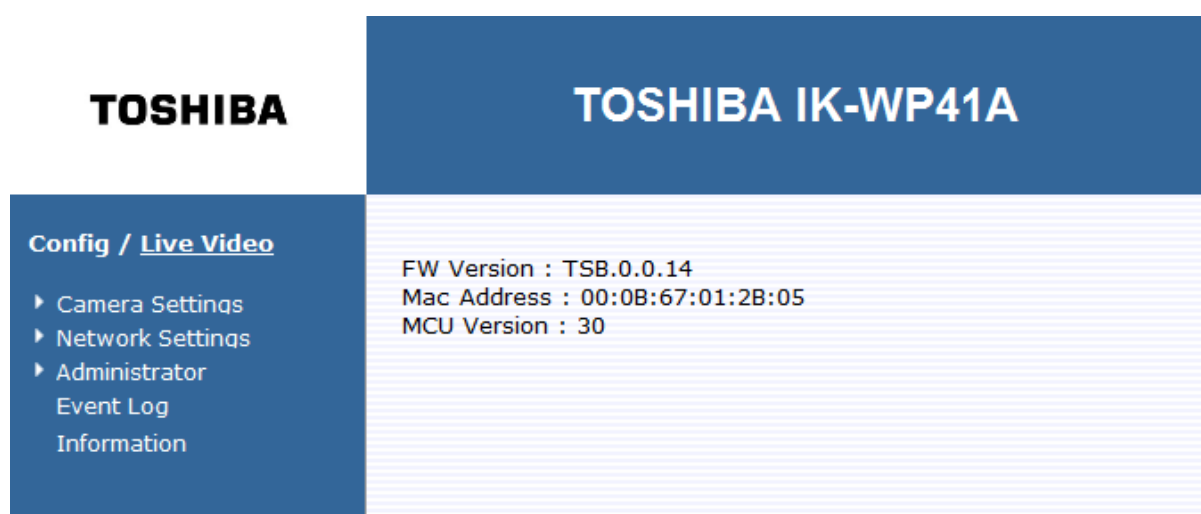 TOSHIBA
TOSHIBA IK-WP41A
Config / Live Video
Camera Settings
Network Settings
Administrator
Event Log
Information
FW Version : TSB.0.0.14
Mac Address : 00:0B:67:01:2B:05
MCU Version : 30